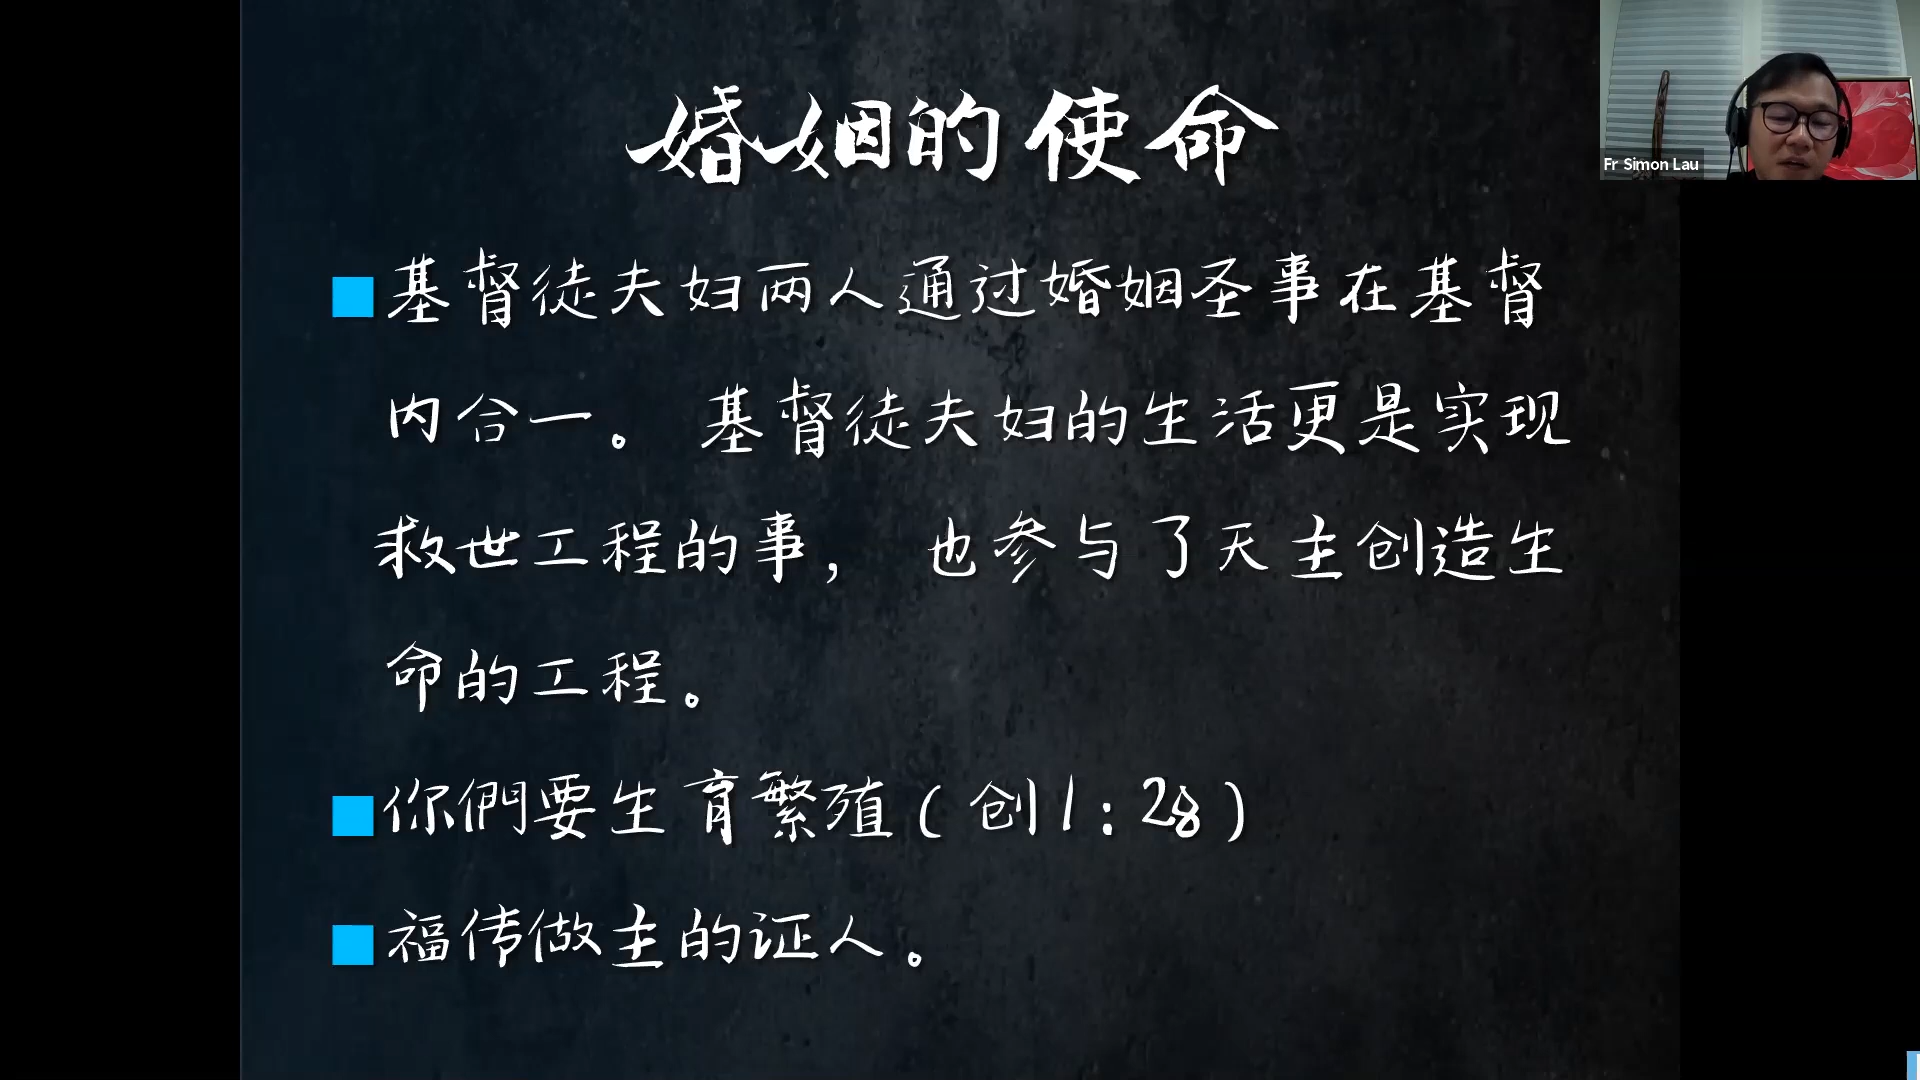 婚姻的使命
Fr Simon Lau
基督徒夫妇两人通过婚姻圣事在基督
内合一。 基督徒夫妇的生活更是实现
救世工程的事， 也参与了天主创造生
命的工程。
你們要生育繁殖（创1：28）
福传做主的证人。